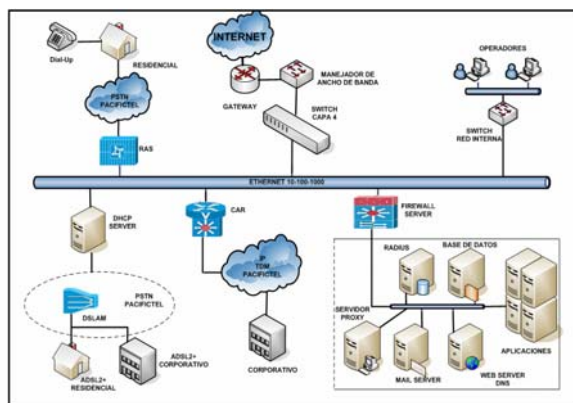 INTERNET
OPERADORES
Dial-Up
RESIDENCIAL
MANEJADOR DE
ANCHO DE BANDA
GATEWAY
PSTN
PACIFICTEL
SWITCH
CAPA 4
SWITCH
RED INTERNA
RAS
ETHERNET 10-100-1000
DHCP
SERVER
CAR
FIREWALL
SERVER
IP
TDM
PACIFICTEL
RADIUS
BASE DE DATOS
PSTN
PACIFICTEL
DSLAM
SERVIDOR
PROXY
APLICACIONES
ADSL2+
RESIDENCIAL
ADSL2+
CORPORATIVO
CORPORATIVO
MAIL SERVER
WEB SERVER
DNS